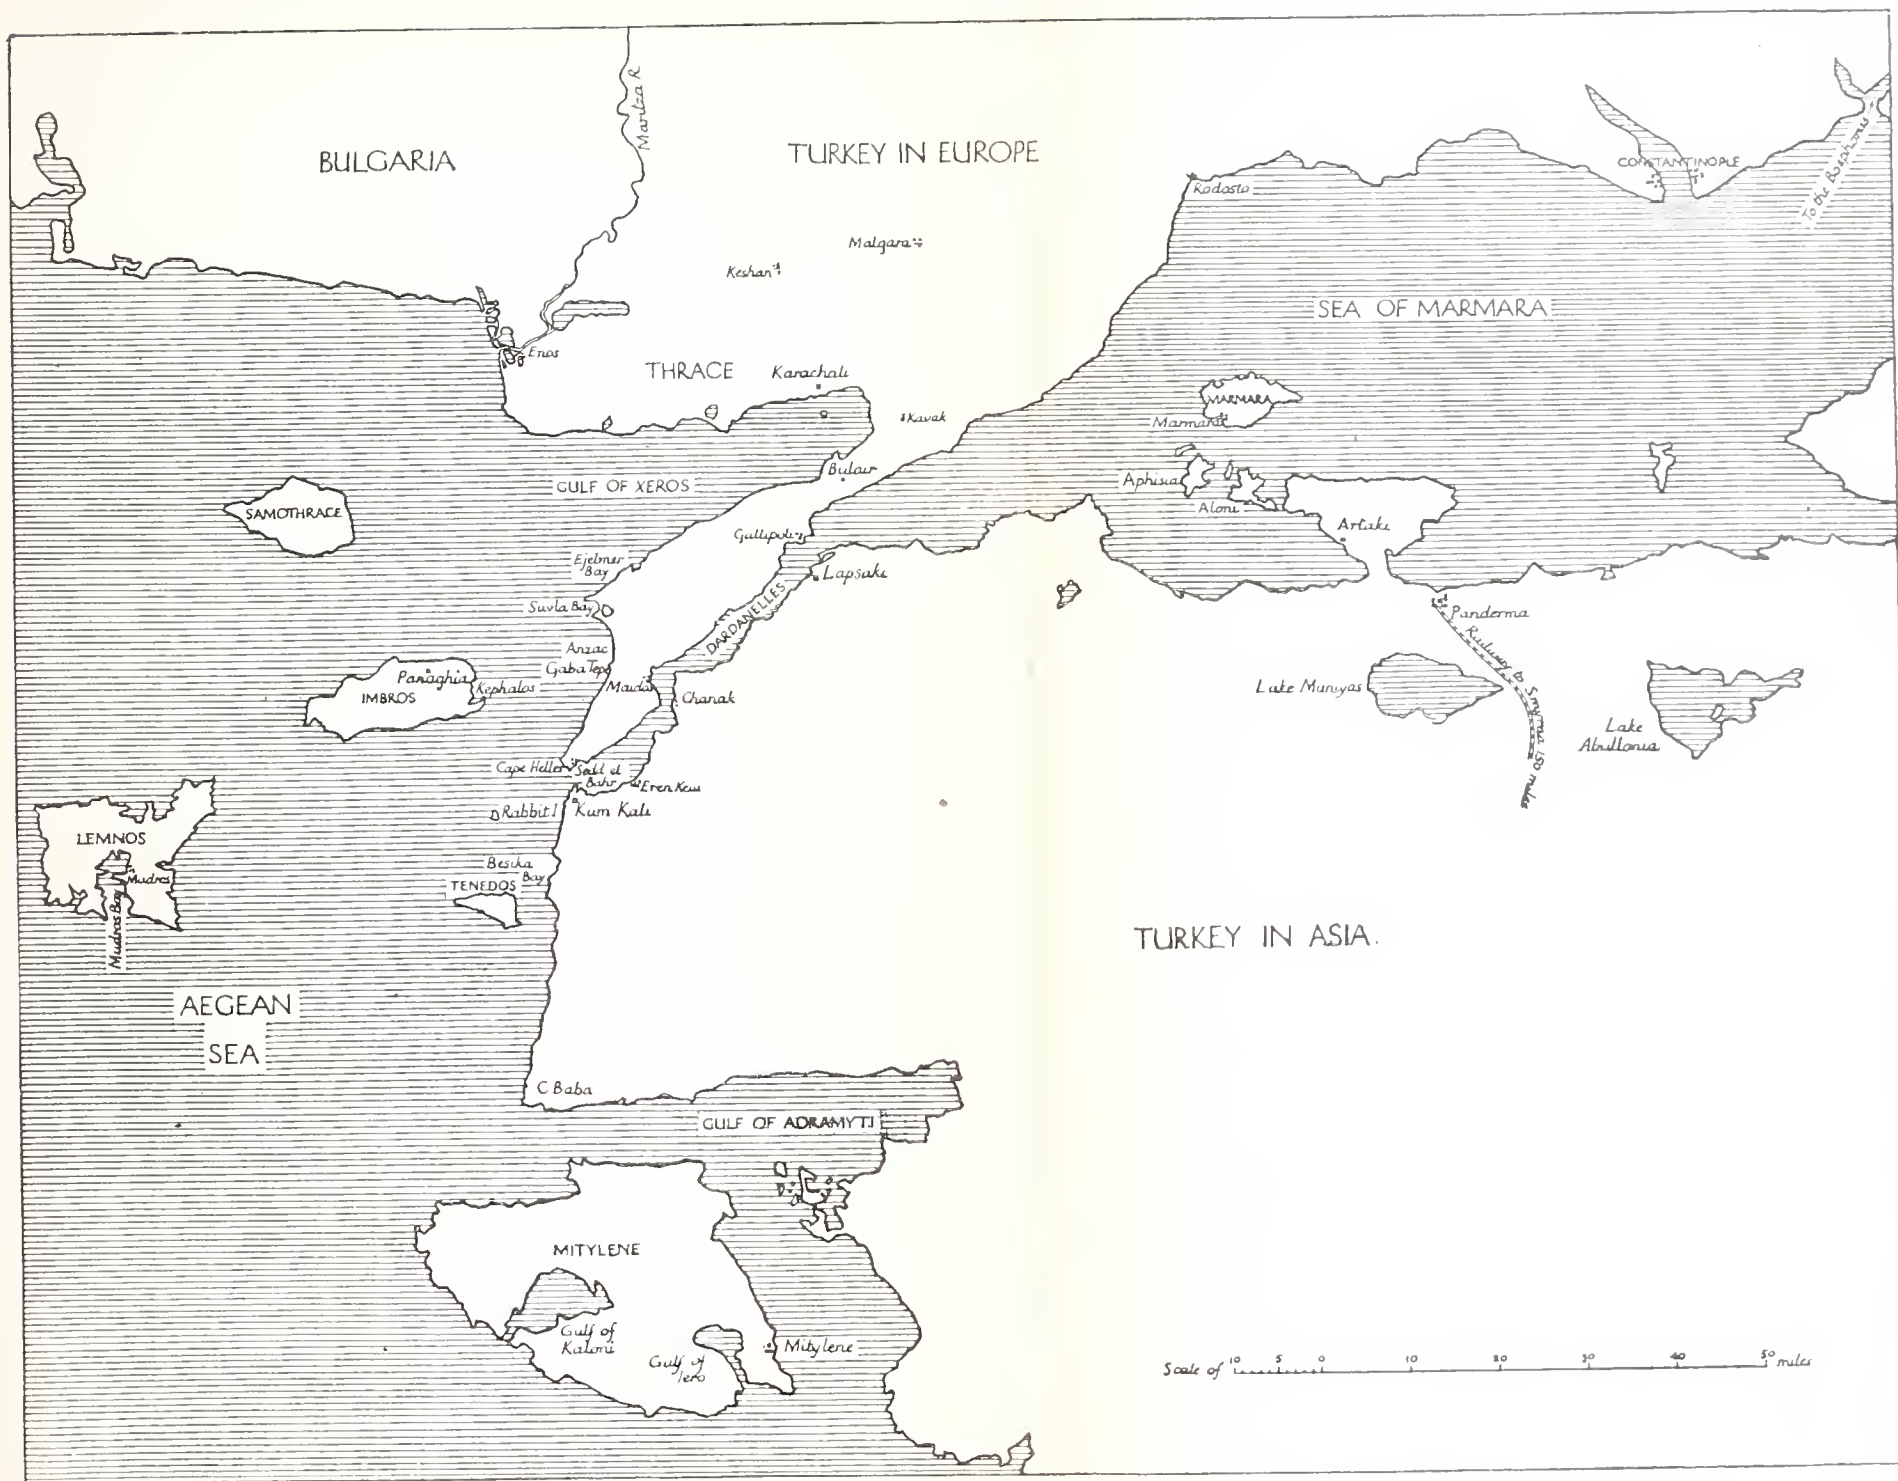 BULGARIA
Maritza R
TURKEY IN EUROPE
CONSTANTINOPLE
To the Bosphorus
Rodosto
Malgara
Keshan
SEA OF MARMARA
Enos
THRACE
Karachali
Kavak
MARMARA
Marmara
Bulair
GULF OF XEROS
Aphisia
Aloni
Artaki
SAMOTHRACE
Gallipoli
Ejelmer
Bay
Lapsaki
DARDANELLES
Suvla Bay
Panderma
Railway to Smyrna 150 miles
Anzac
Gaba Tepe
Maidos
Chanak
Panaghia
Kephalos
IMBROS
Lake Muniyas
Lake
Abullonia
Cape Helles
Sedd el
Bahr
Eren Keui
Rabbit I
Kum Kali
LEMNOS
Mudros
Mudros Bay
Besika
Bay
TENEDOS
TURKEY IN ASIA.
AEGEAN
SEA
C Baba
GULF OF ADRAMYTI
MITYLENE
Gulf of
Kaloni
Gulf of
Iero
Mitylene
Scale of 10 5 0 10 20 30 40 50 miles